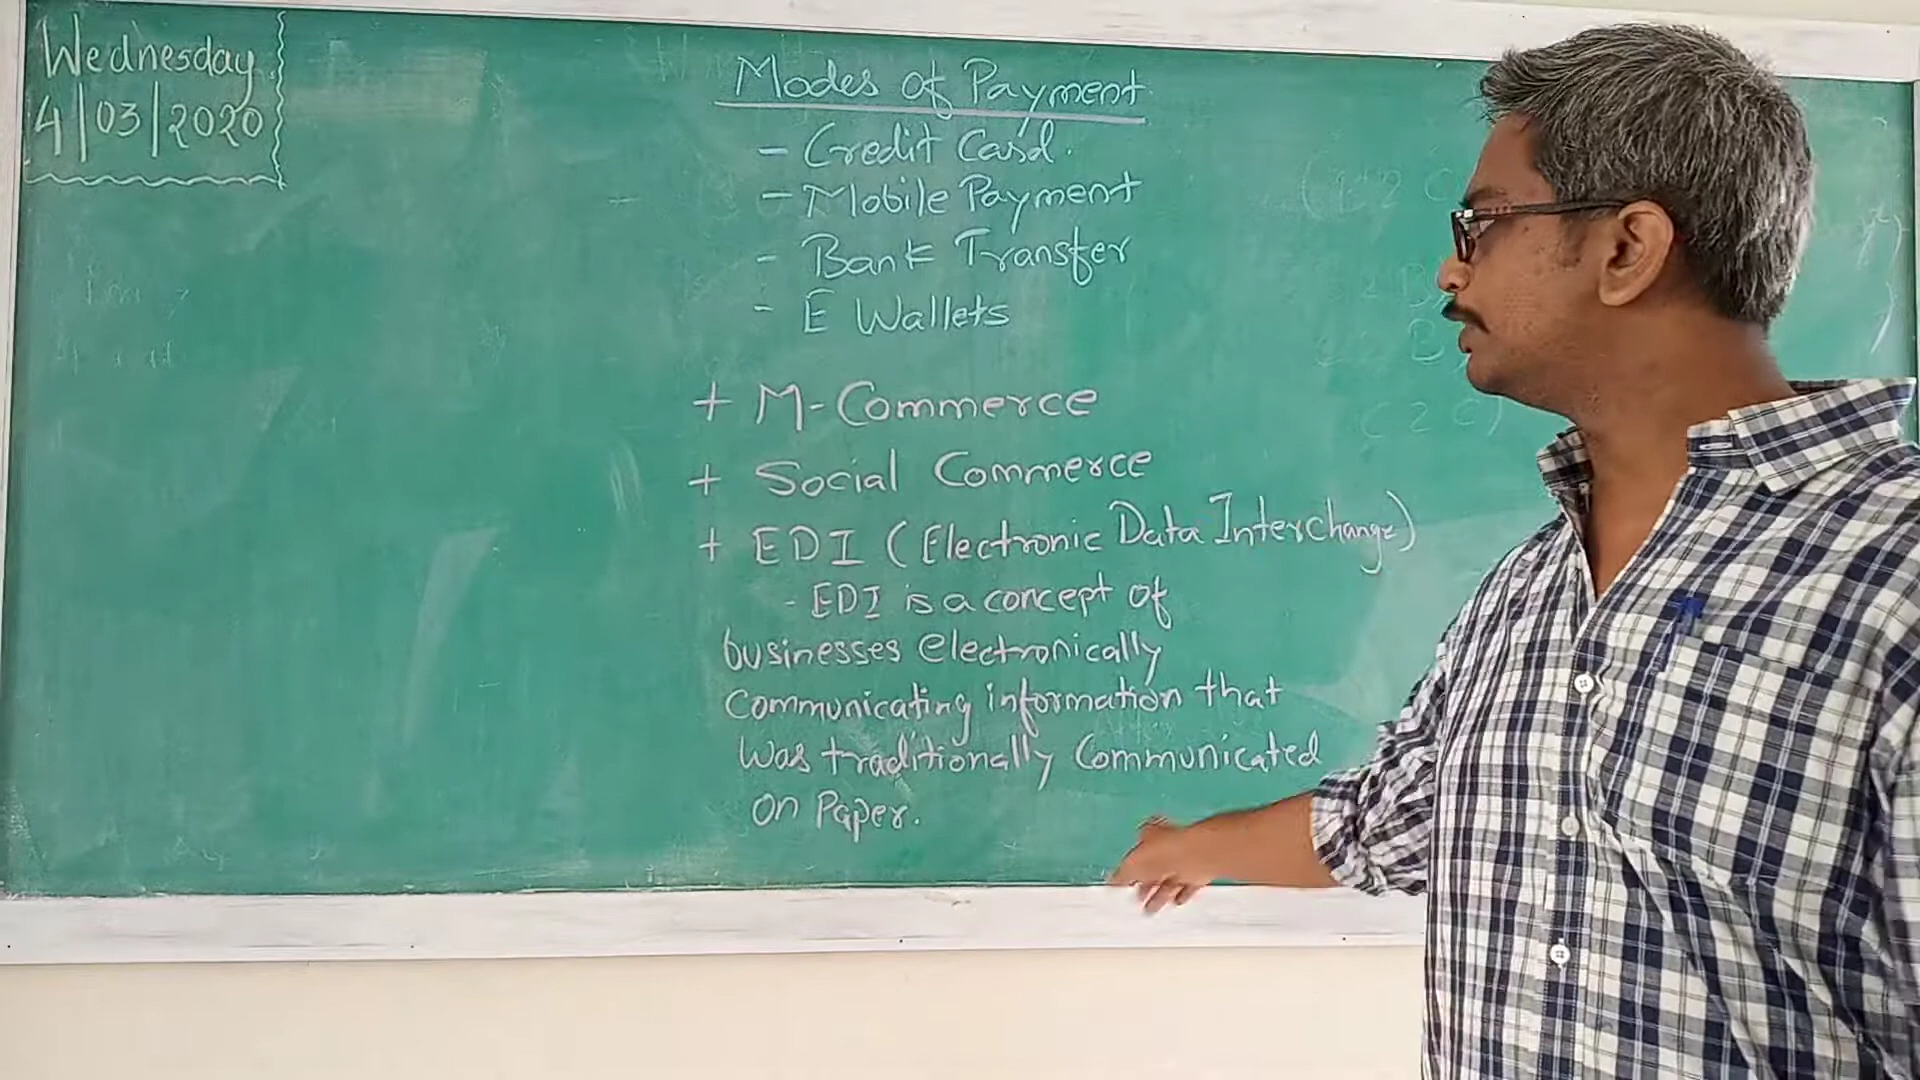 Wednesday
4/03/2020
Modes of Payment
- Credit Card.
- Mobile Payment
- Bank Transfer
- E Wallets
+ M-Commerce
+ Social Commerce
+ EDI (Electronic Data Interchange)
- EDI is a concept of
businesses electronically
communicating information that
was traditionally communicated
on Paper.
C 2 C)